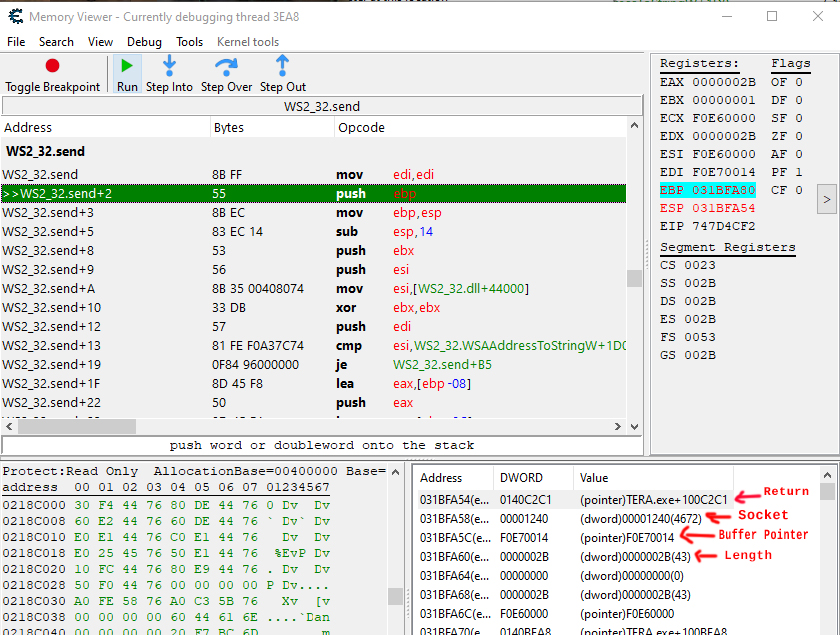 Memory Viewer - Currently debugging thread 3EA8
File Search View Debug Tools Kernel tools
Toggle Breakpoint Run Step Into Step Over Step Out
WS2_32.send
Address Bytes Opcode
WS2_32.send
WS2_32.send 8B FF mov edi,edi
>>WS2_32.send+2 55 push ebp
WS2_32.send+3 8B EC mov ebp,esp
WS2_32.send+5 83 EC 14 sub esp,14
WS2_32.send+8 53 push ebx
WS2_32.send+9 56 push esi
WS2_32.send+A 8B 35 00408074 mov esi,[WS2_32.dll+44000]
WS2_32.send+10 33 DB xor ebx,ebx
WS2_32.send+12 57 push edi
WS2_32.send+13 81 FE F0A37C74 cmp esi,WS2_32.WSAAddressToStringW+1D0
WS2_32.send+19 0F84 96000000 je WS2_32.send+B5
WS2_32.send+1F 8D 45 F8 lea eax,[ebp-08]
WS2_32.send+22 50 push eax
push word or doubleword onto the stack
Registers: Flags
EAX 0000002B OF 0
EBX 00000001 DF 0
ECX F0E60000 SF 0
EDX 0000002B ZF 0
ESI F0E60000 AF 0
EDI F0E70014 PF 1
EBP 031BFA80 CF 0
ESP 031BFA54
EIP 747D4CF2
>
Segment Registers
CS 0023
SS 002B
DS 002B
ES 002B
FS 0053
GS 002B
Protect:Read Only AllocationBase=00400000 Base=
address 00 01 02 03 04 05 06 07 01234567
0218C000 30 F4 44 76 80 DE 44 76 0 Dv Dv
0218C008 60 E2 44 76 60 DE 44 76 ` Dv` Dv
0218C010 E0 D1 44 76 C0 E1 44 76 Dv Dv
0218C018 E0 25 45 76 50 E1 44 76 %EvP Dv
0218C020 10 FC 44 76 80 E9 44 76 . Dv Dv
0218C028 50 F0 44 76 00 00 00 00 P Dv....
0218C030 A0 FE 58 76 A0 C3 5B 76 Xv [v
0218C038 00 00 00 00 60 44 61 6E ....`Dan
0218C040 00 00 00 00 20 F7 BC 6D .... m
Address DWORD Value
031BFA54(e... 0140C2C1 (pointer)TERA.exe+100C2C1 Return
031BFA58(e... 00001240 (dword)00001240(4672) Socket
031BFA5C(e... F0E70014 (pointer)F0E70014 Buffer Pointer
031BFA60(e... 0000002B (dword)0000002B(43) Length
031BFA64(e... 00000000 (dword)00000000(0)
031BFA68(e... 0000002B (dword)0000002B(43)
031BFA6C(e... F0E60000 (pointer)F0E60000
031BFA70(e... 0140BEA8 (pointer)TERA.exe+100BEA8